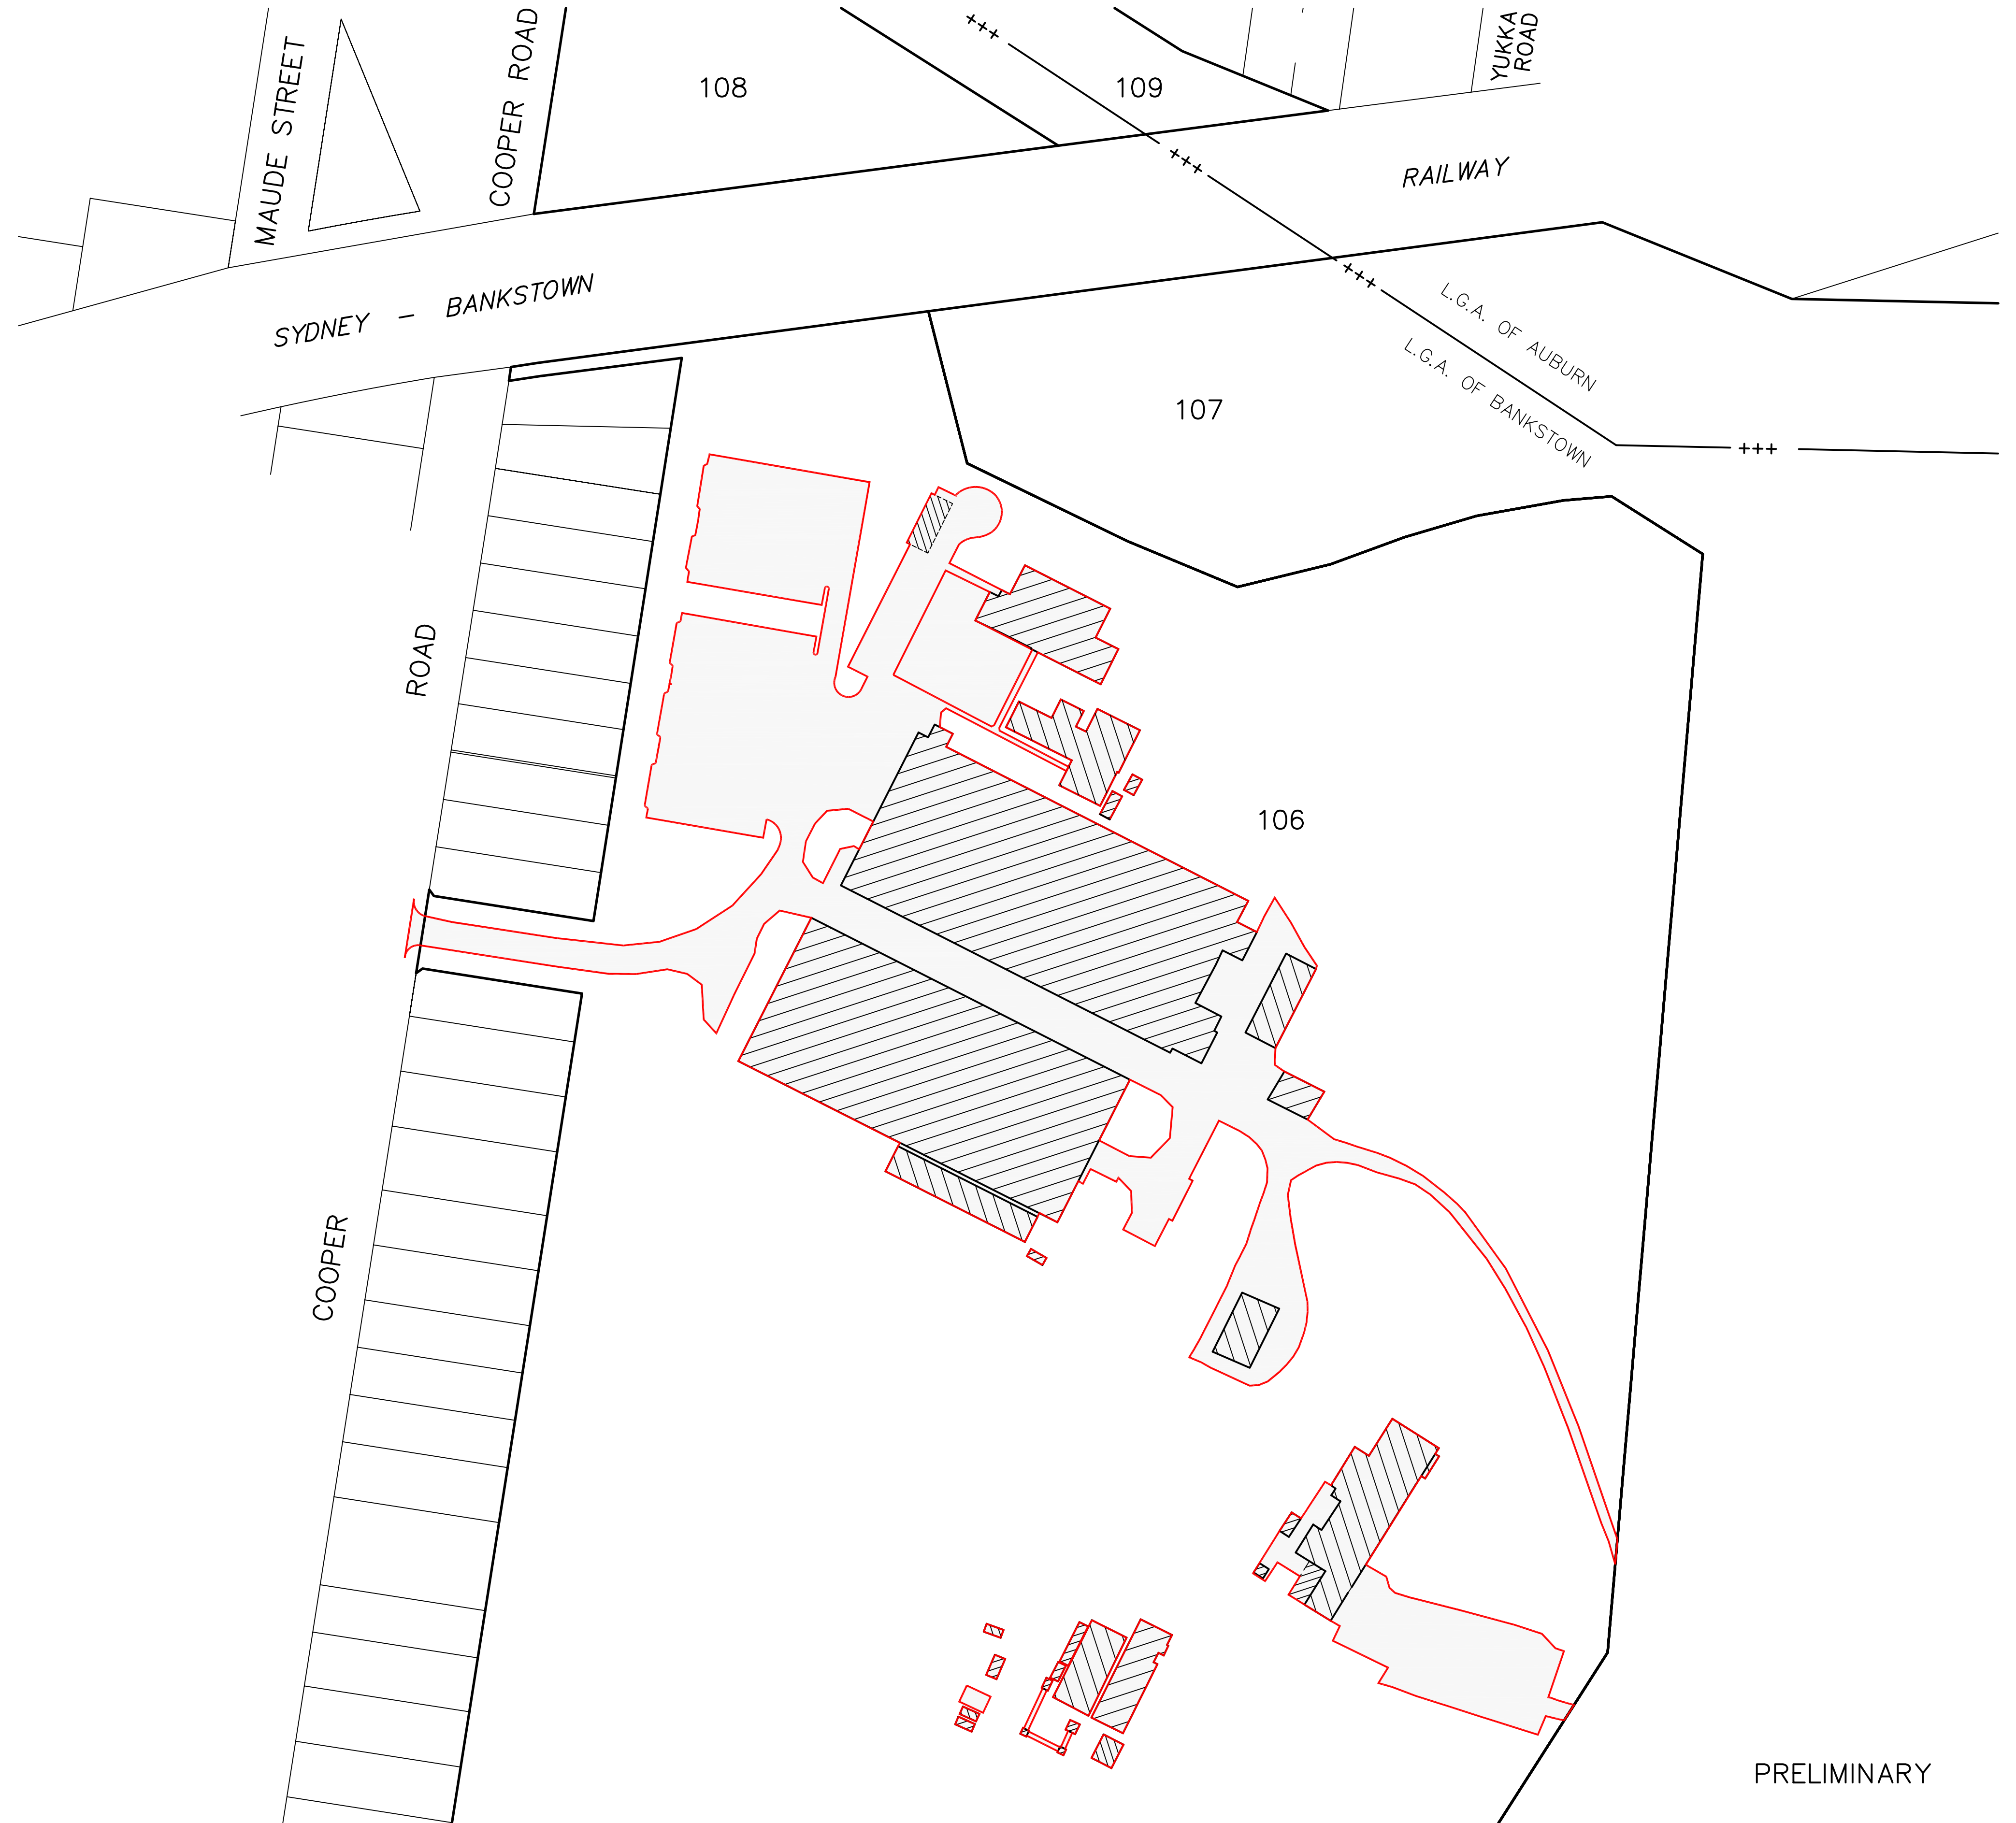 MAUDE STREET
COOPER ROAD
108
109
YUKKA
ROAD
RAILWAY
SYDNEY - BANKSTOWN
L.G.A. OF AUBURN
L.G.A. OF BANKSTOWN
107
ROAD
106
COOPER
PRELIMINARY